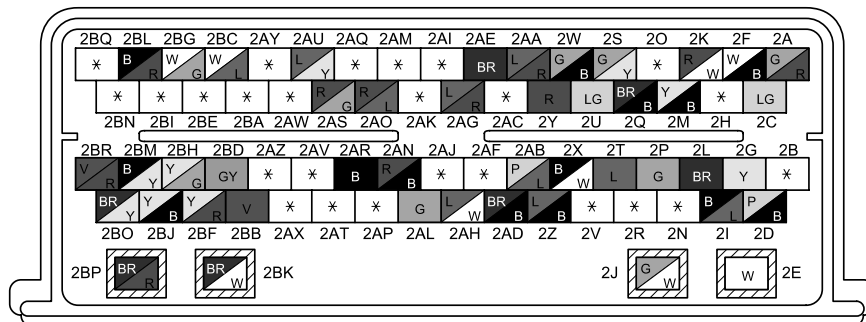 2BQ 2BL 2BG 2BC 2AY 2AU 2AQ 2AM 2AI 2AE 2AA 2W 2S 2O 2K 2F 2A
* B R W G W L * L Y * * * BR L R G B G Y * R W W B G R
* * * * * R G R L * L R * R LG BR B Y B * LG
2BN 2BI 2BE 2BA 2AW 2AS 2AO 2AK 2AG 2AC 2Y 2U 2Q 2M 2H 2C
2BR 2BM 2BH 2BD 2AZ 2AV 2AR 2AN 2AJ 2AF 2AB 2X 2T 2P 2L 2G 2B
V R B Y Y G GY * * B R B * * P L B W L G BR Y *
BR Y Y B Y R V * * * G L W BR B L B * * * B L P B
2BO 2BJ 2BF 2BB 2AX 2AT 2AP 2AL 2AH 2AD 2Z 2V 2R 2N 2I 2D
2BP BR R BR W 2BK 2J G W W 2E